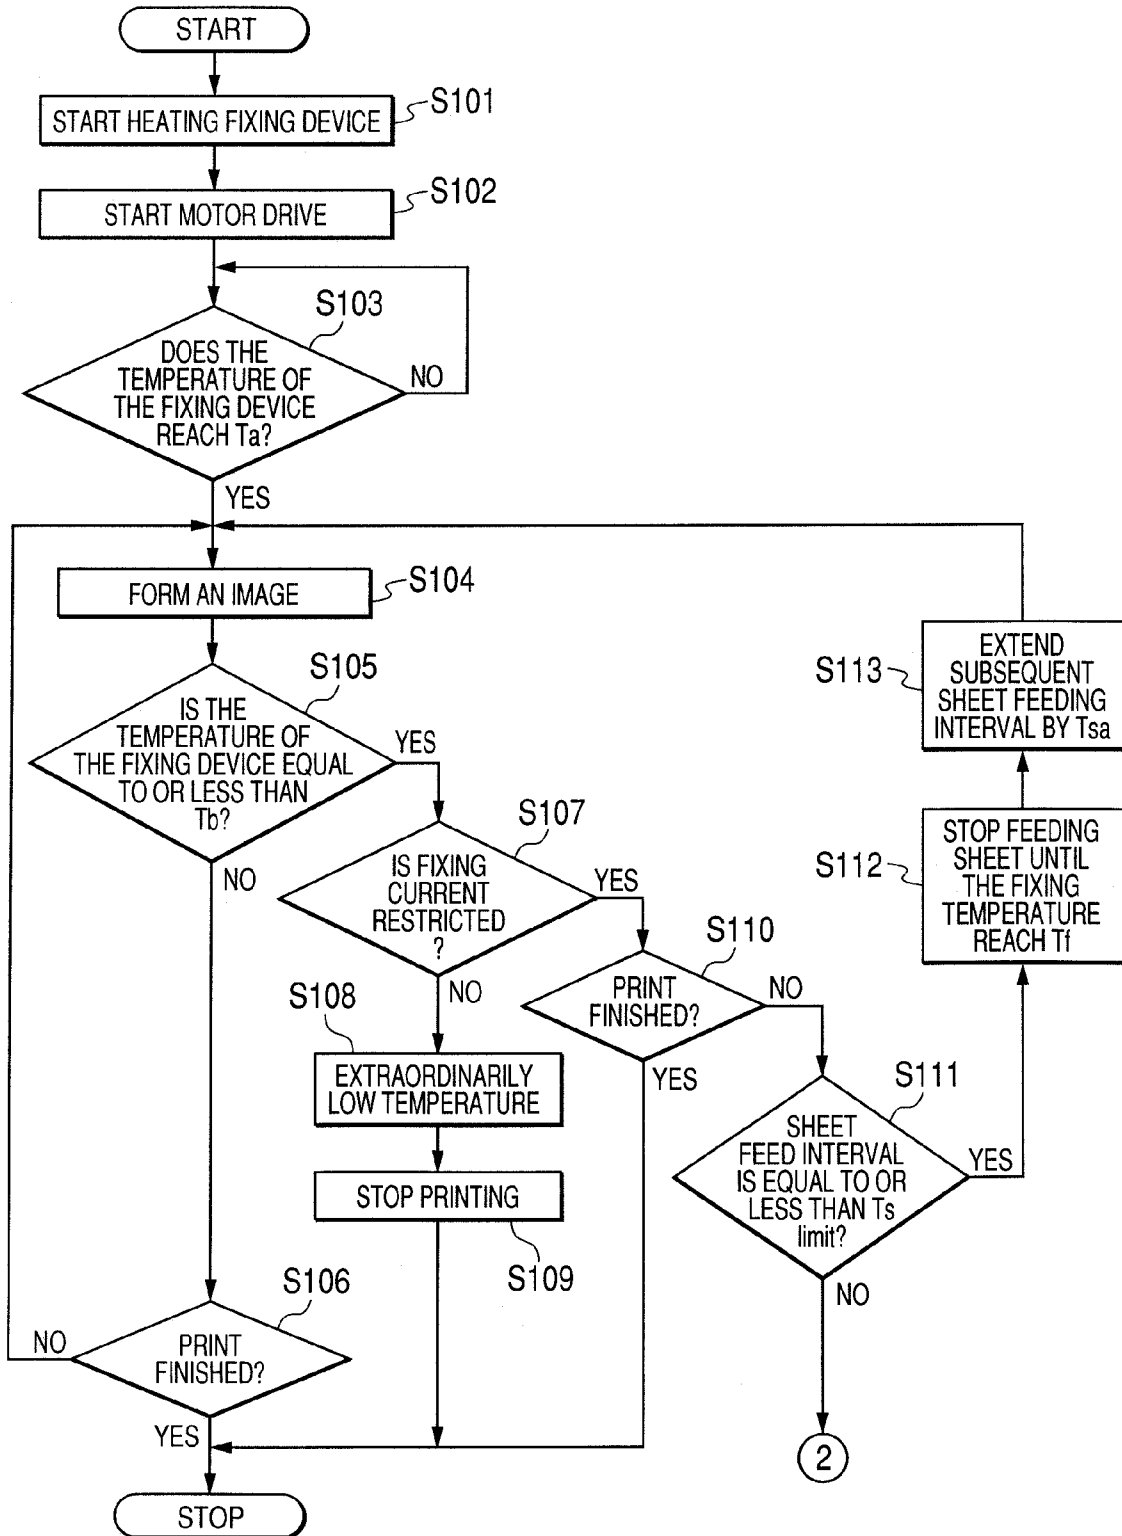 START
START HEATING FIXING DEVICE
S101
START MOTOR DRIVE
S102
S103
DOES THE
TEMPERATURE OF
THE FIXING DEVICE
REACH Ta?
NO
YES
FORM AN IMAGE
S104
S105
IS THE
TEMPERATURE OF
THE FIXING DEVICE EQUAL
TO OR LESS THAN
Tb?
YES
NO
S107
IS FIXING
CURRENT
RESTRICTED
?
YES
NO
S108
EXTRAORDINARILY
LOW TEMPERATURE
STOP PRINTING
S109
S110
PRINT
FINISHED?
NO
YES
S111
SHEET
FEED INTERVAL
IS EQUAL TO OR
LESS THAN Ts
limit?
YES
NO
2
S112
STOP FEEDING
SHEET UNTIL
THE FIXING
TEMPERATURE
REACH Tf
S113
EXTEND
SUBSEQUENT
SHEET FEEDING
INTERVAL BY Tsa
S106
PRINT
FINISHED?
NO
YES
STOP